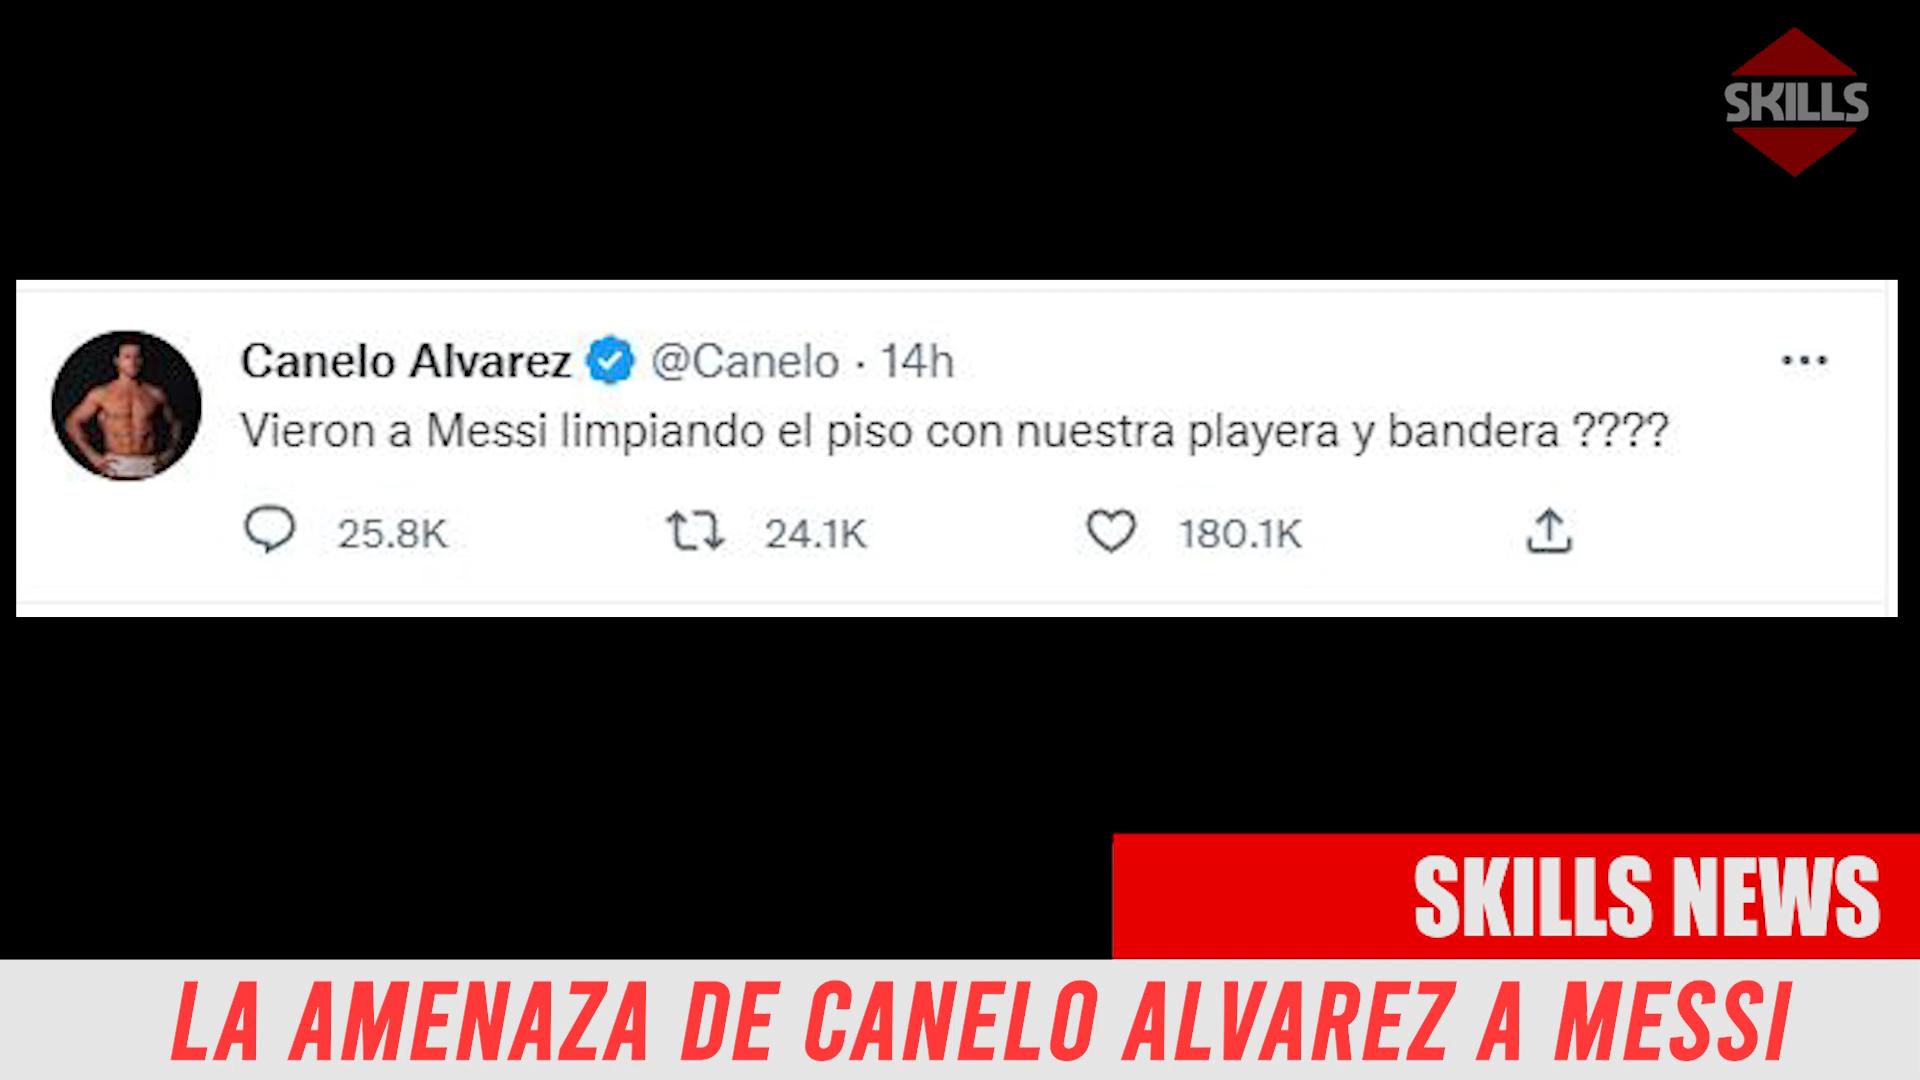 SKILLS
Canelo Alvarez @Canelo · 14h
Vieron a Messi limpiando el piso con nuestra playera y bandera ????
25.8K 24.1K 180.1K
SKILLS NEWS
LA AMENAZA DE CANELO ALVAREZ A MESSI